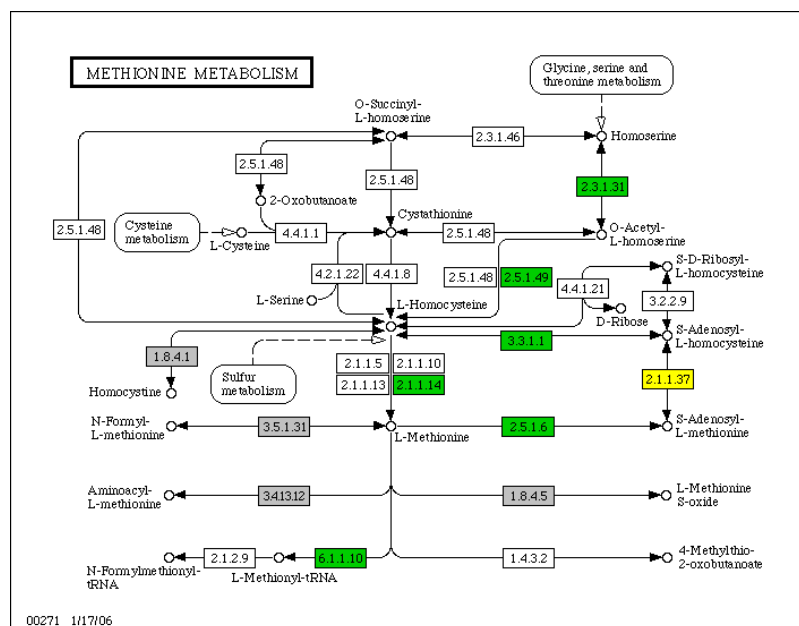 METHIONINE METABOLISM
Glycine, serine and
threonine metabolism
O-Succinyl-
L-homoserine
2.3.1.46
Homoserine
2.5.1.48
2.5.1.48
2.3.1.31
2-Oxobutanoate
Cystathionine
O-Acetyl-
L-homoserine
2.5.1.48
Cysteine
metabolism
L-Cysteine
4.4.1.1
2.5.1.48
S-D-Ribosyl-
L-homocysteine
4.2.1.22
4.4.1.8
2.5.1.48
2.5.1.49
4.4.1.21
L-Serine
L-Homocysteine
D-Ribose
3.2.2.9
3.3.1.1
S-Adenosyl-
L-homocysteine
1.8.4.1
Homocystine
Sulfur
metabolism
2.1.1.5
2.1.1.10
2.1.1.13
2.1.1.14
2.1.1.37
N-Formyl-
L-methionine
3.5.1.31
L-Methionine
2.5.1.6
S-Adenosyl-
L-methionine
Aminoacyl-
L-methionine
3.4.13.12
1.8.4.5
L-Methionine
S-oxide
N-Formylmethionyl-
tRNA
2.1.2.9
L-Methionyl-tRNA
6.1.1.10
1.4.3.2
4-Methylthio-
2-oxobutanoate
00271 1/17/06